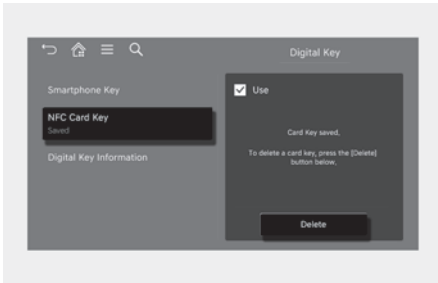 Digital Key
Smartphone Key
NFC Card Key
Saved
Digital Key Information
Use
Card Key saved.
To delete a card key, press the [Delete]
button below.
Delete